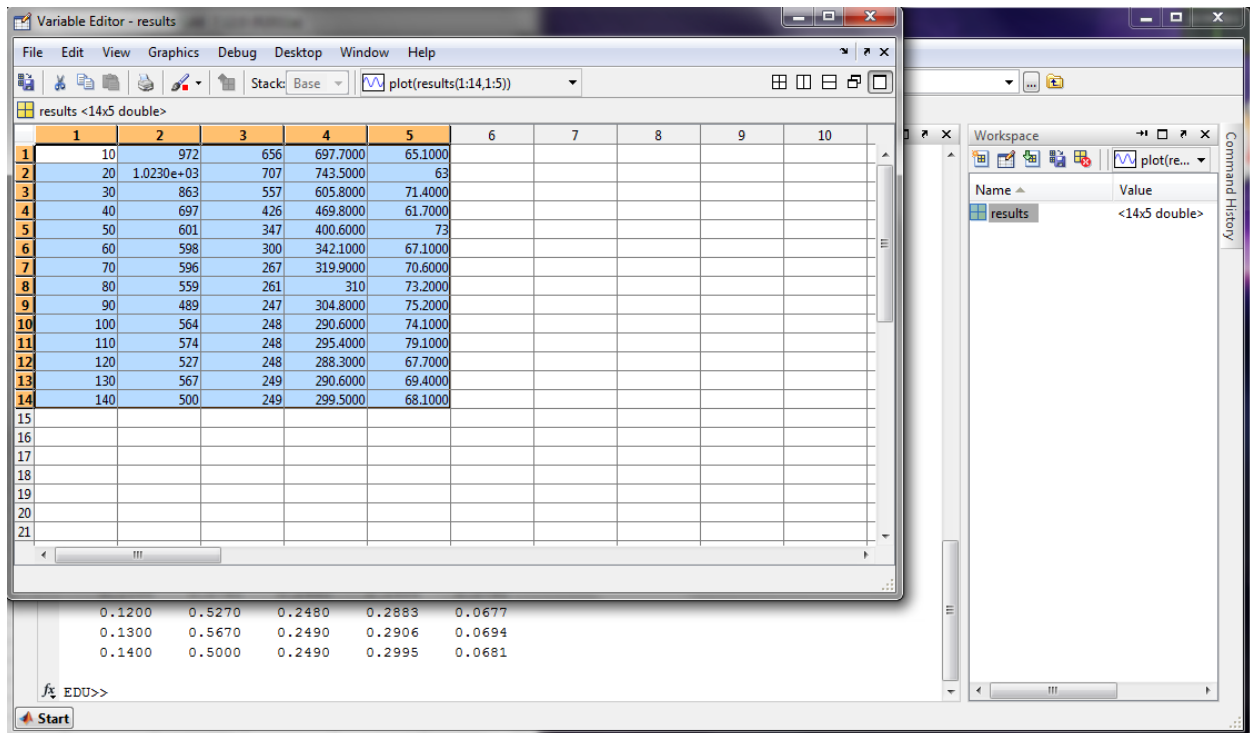 Variable Editor - results
File Edit View Graphics Debug Desktop Window Help
Stack: Base plot(results(1:14,1:5))
results <14x5 double>
1 2 3 4 5 6 7 8 9 10
1 10 972 656 697.7000 65.1000
2 20 1.0230e+03 707 743.5000 63
3 30 863 557 605.8000 71.4000
4 40 697 426 469.8000 61.7000
5 50 601 347 400.6000 73
6 60 598 300 342.1000 67.1000
7 70 596 267 319.9000 70.6000
8 80 559 261 310 73.2000
9 90 489 247 304.8000 75.2000
10 100 564 248 290.6000 74.1000
11 110 574 248 295.4000 79.1000
12 120 527 248 288.3000 67.7000
13 130 567 249 290.6000 69.4000
14 140 500 249 299.5000 68.1000
15
16
17
18
19
20
21
0.1200 0.5270 0.2480 0.2883 0.0677
0.1300 0.5670 0.2490 0.2906 0.0694
0.1400 0.5000 0.2490 0.2995 0.0681
fx EDU>>
Start
Workspace
plot(re...
Name Value
results <14x5 double>
Command History